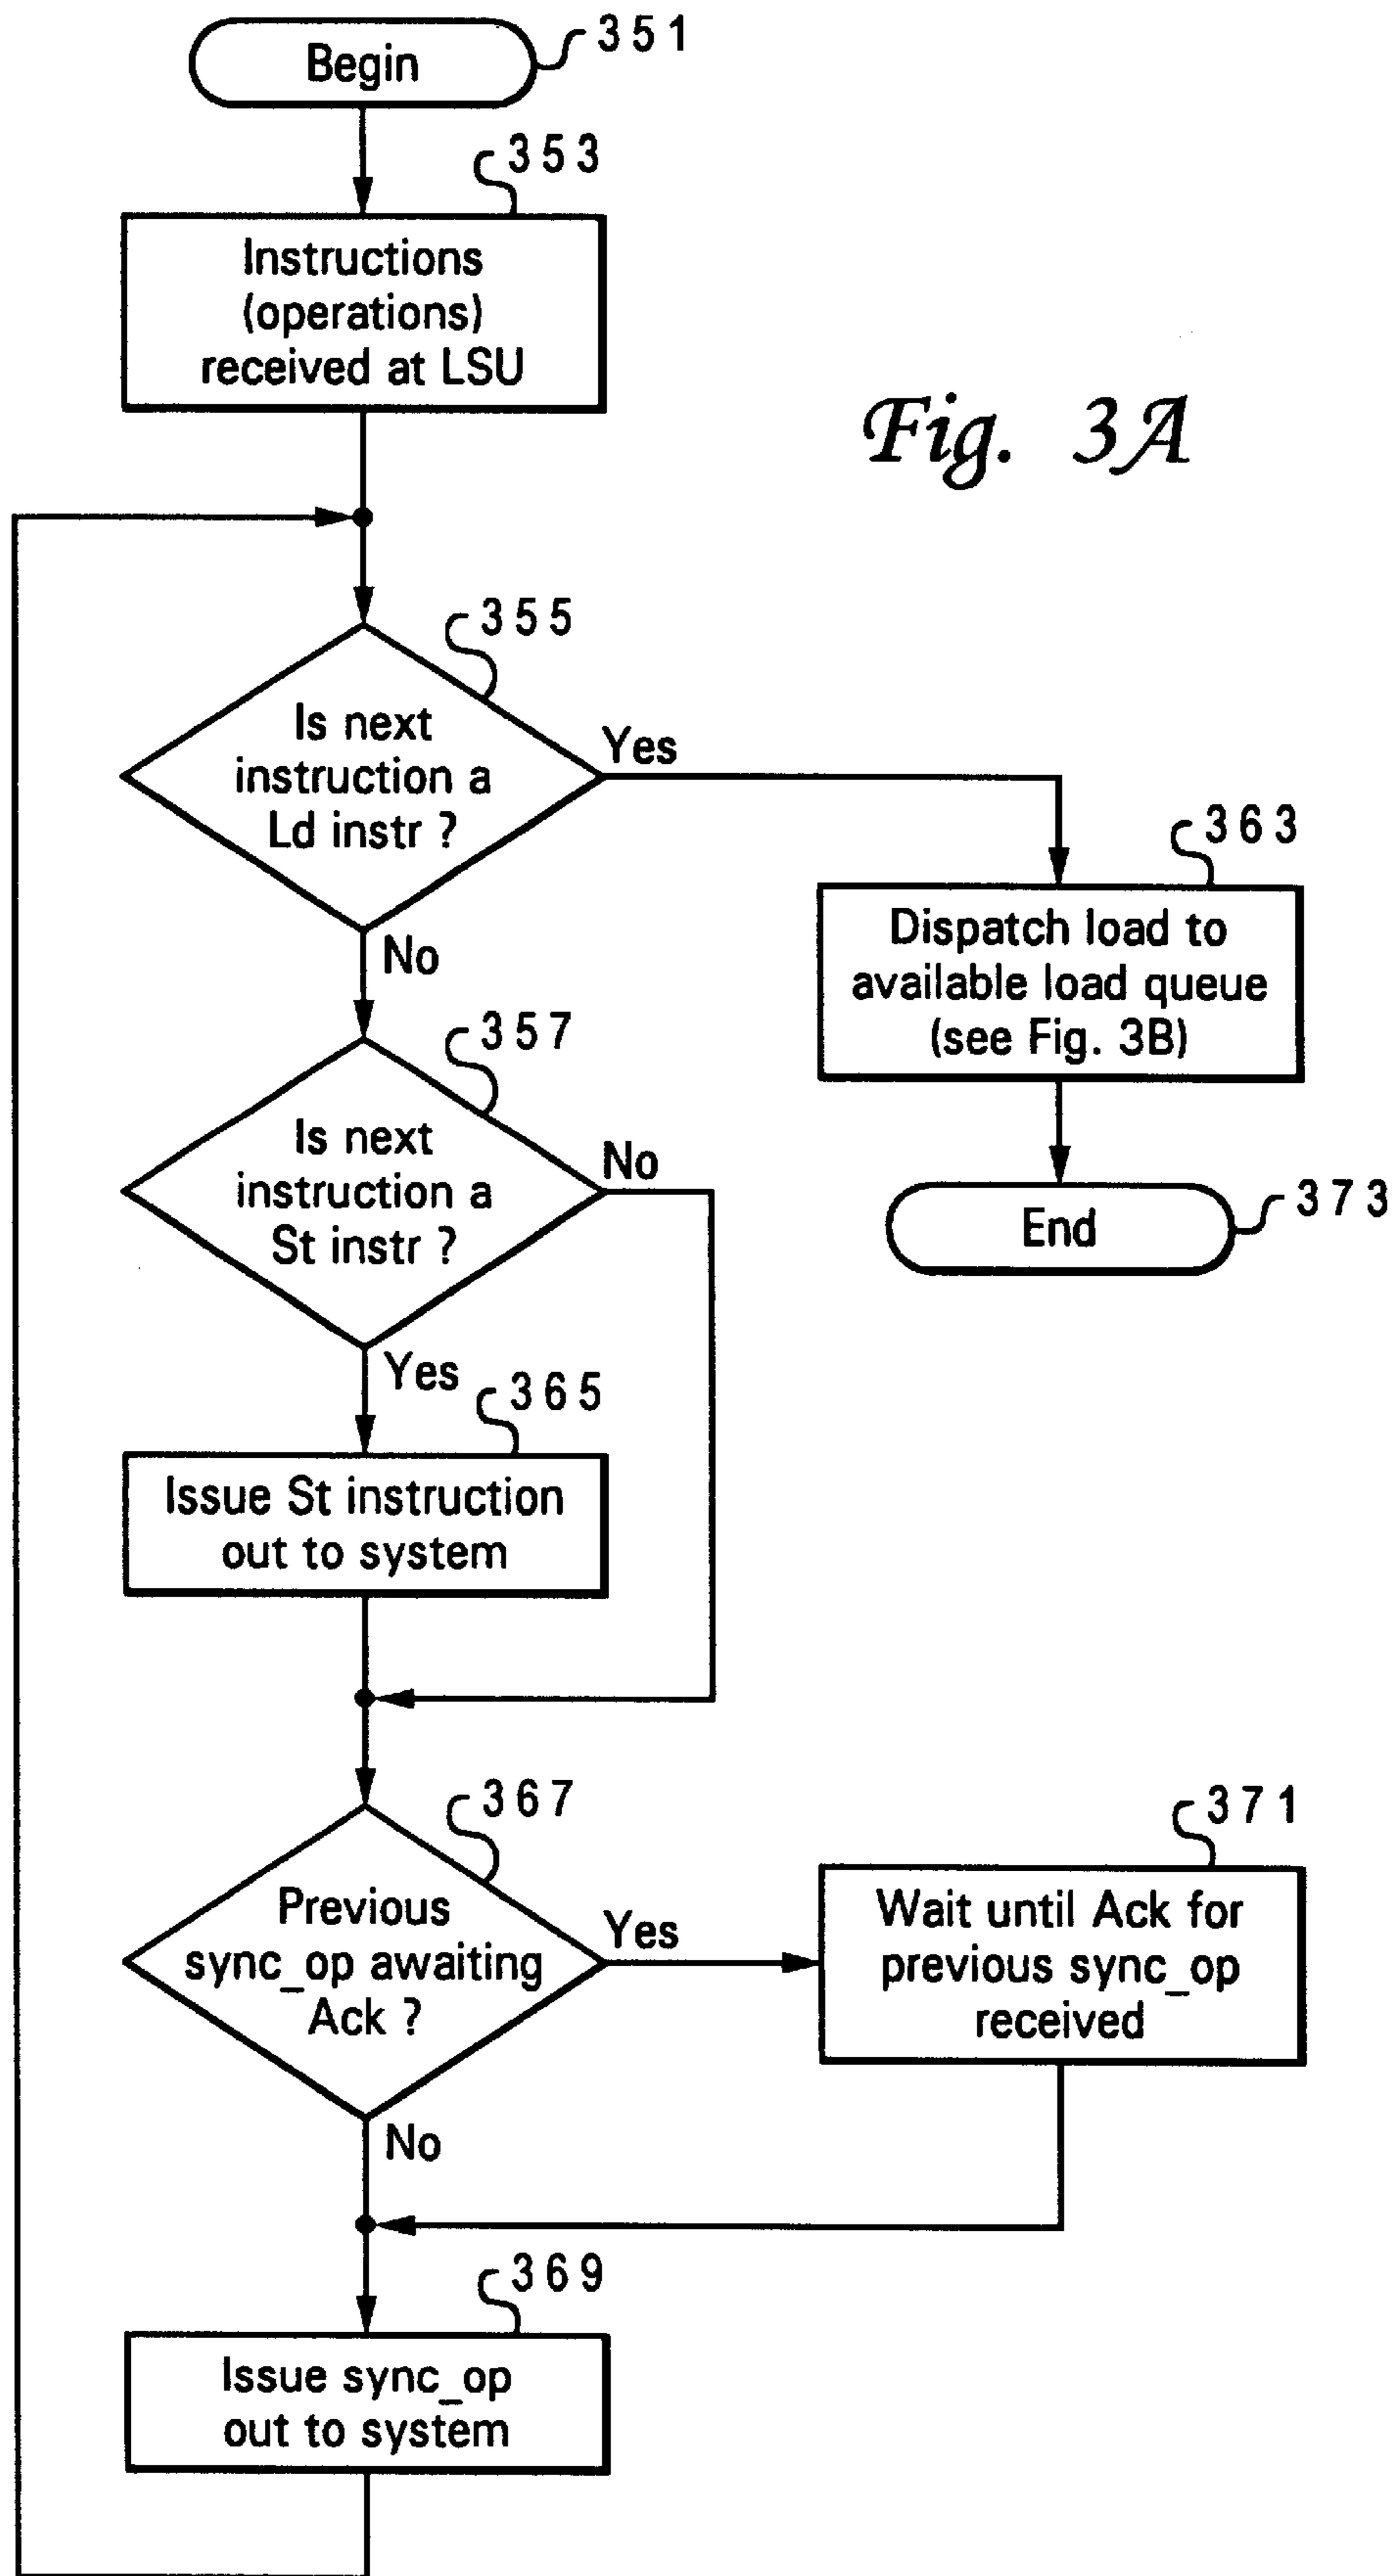 Begin
351
353
Instructions
(operations)
received at LSU
Fig. 3A
355
Is next
instruction a
Ld instr ?
Yes
No
363
Dispatch load to
available load queue
(see Fig. 3B)
357
Is next
instruction a
St instr ?
No
Yes
End
373
365
Issue St instruction
out to system
367
Previous
sync_op awaiting
Ack ?
Yes
No
371
Wait until Ack for
previous sync_op
received
369
Issue sync_op
out to system